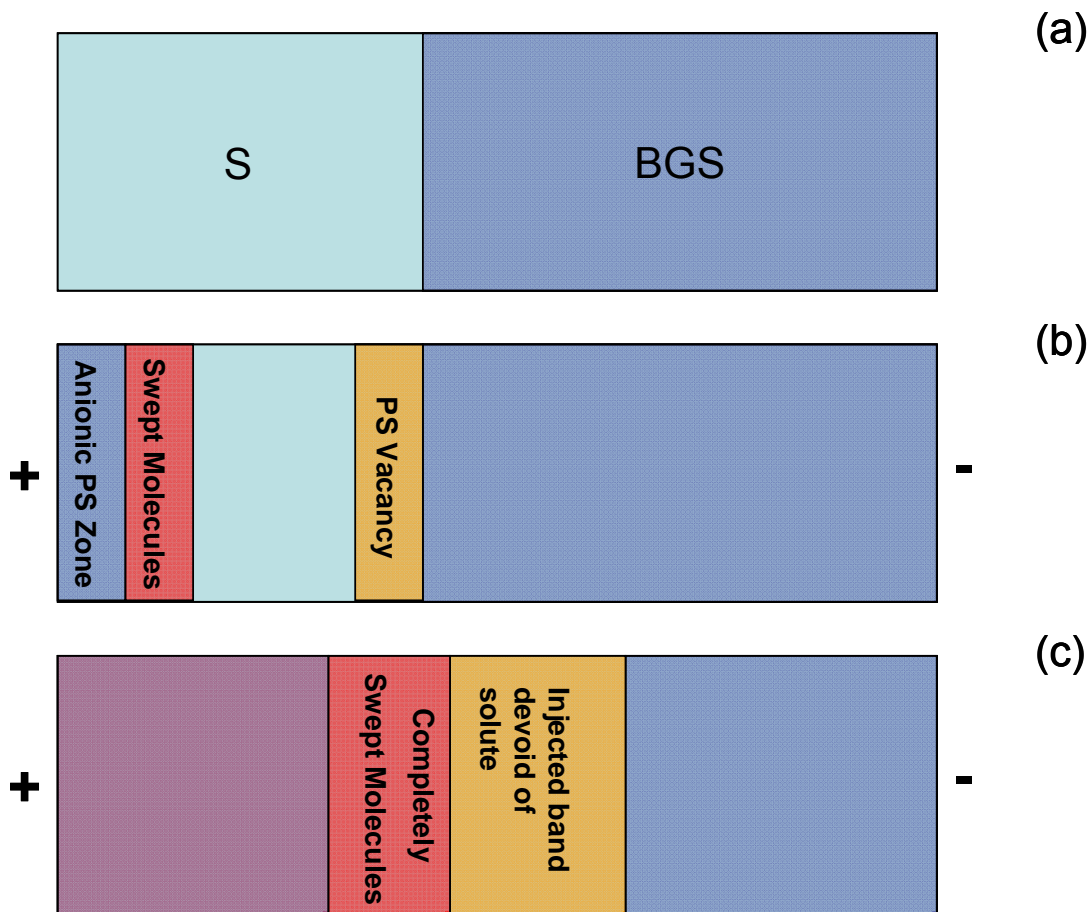 (a)
S
BGS
(b)
Anionic PS Zone
Swept Molecules
PS Vacancy
+
-
(c)
Completely
Swept Molecules
Injected band
devoid of
solute
+
-